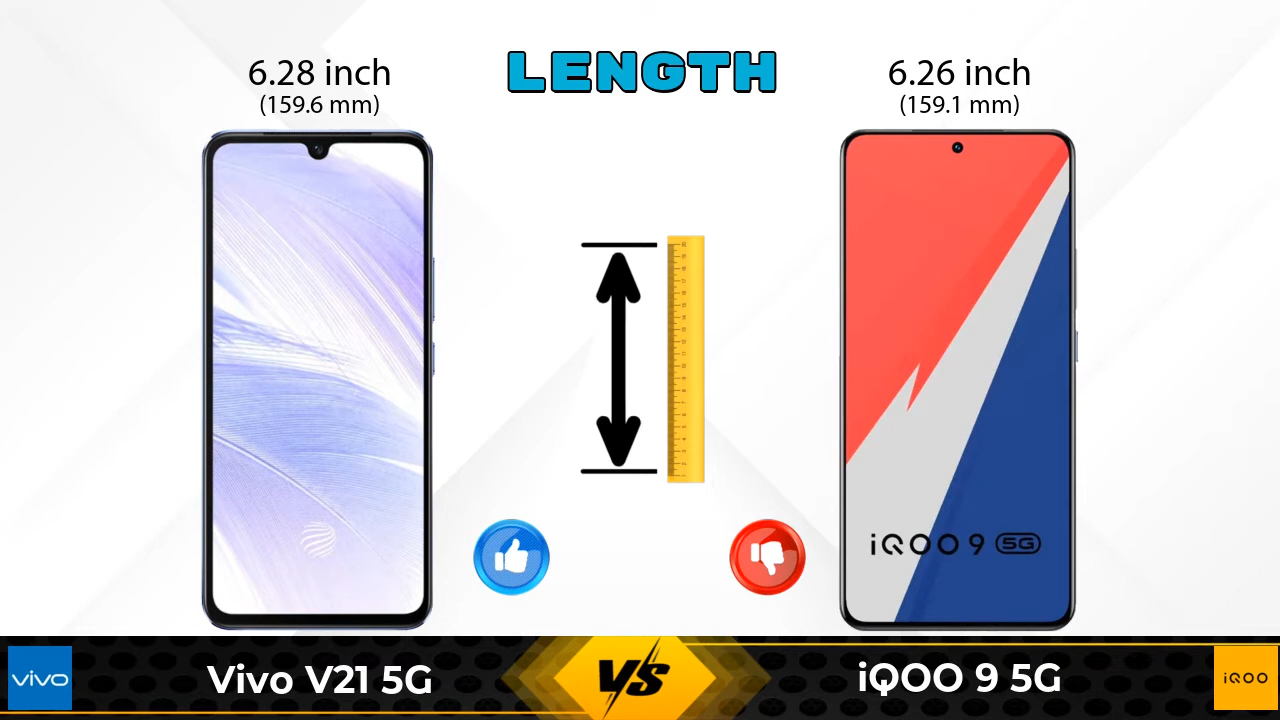 LENGTH
6.28 inch
(159.6 mm)
6.26 inch
(159.1 mm)
iQOO 9 5G
vivo
Vivo V21 5G
VS
iQOO 9 5G
iQOO